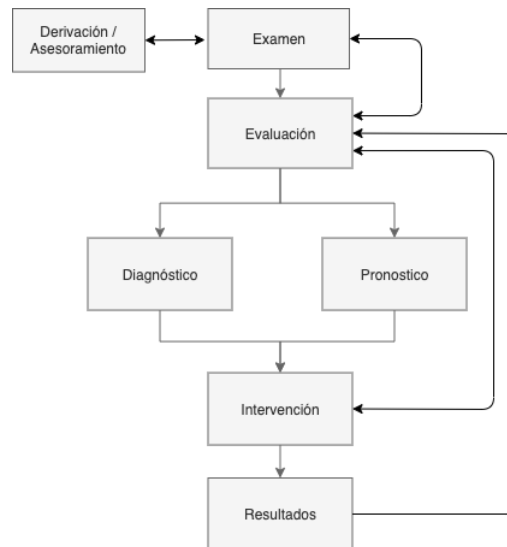 Derivación /
Asesoramiento
Examen
Evaluación
Diagnóstico
Pronostico
Intervención
Resultados